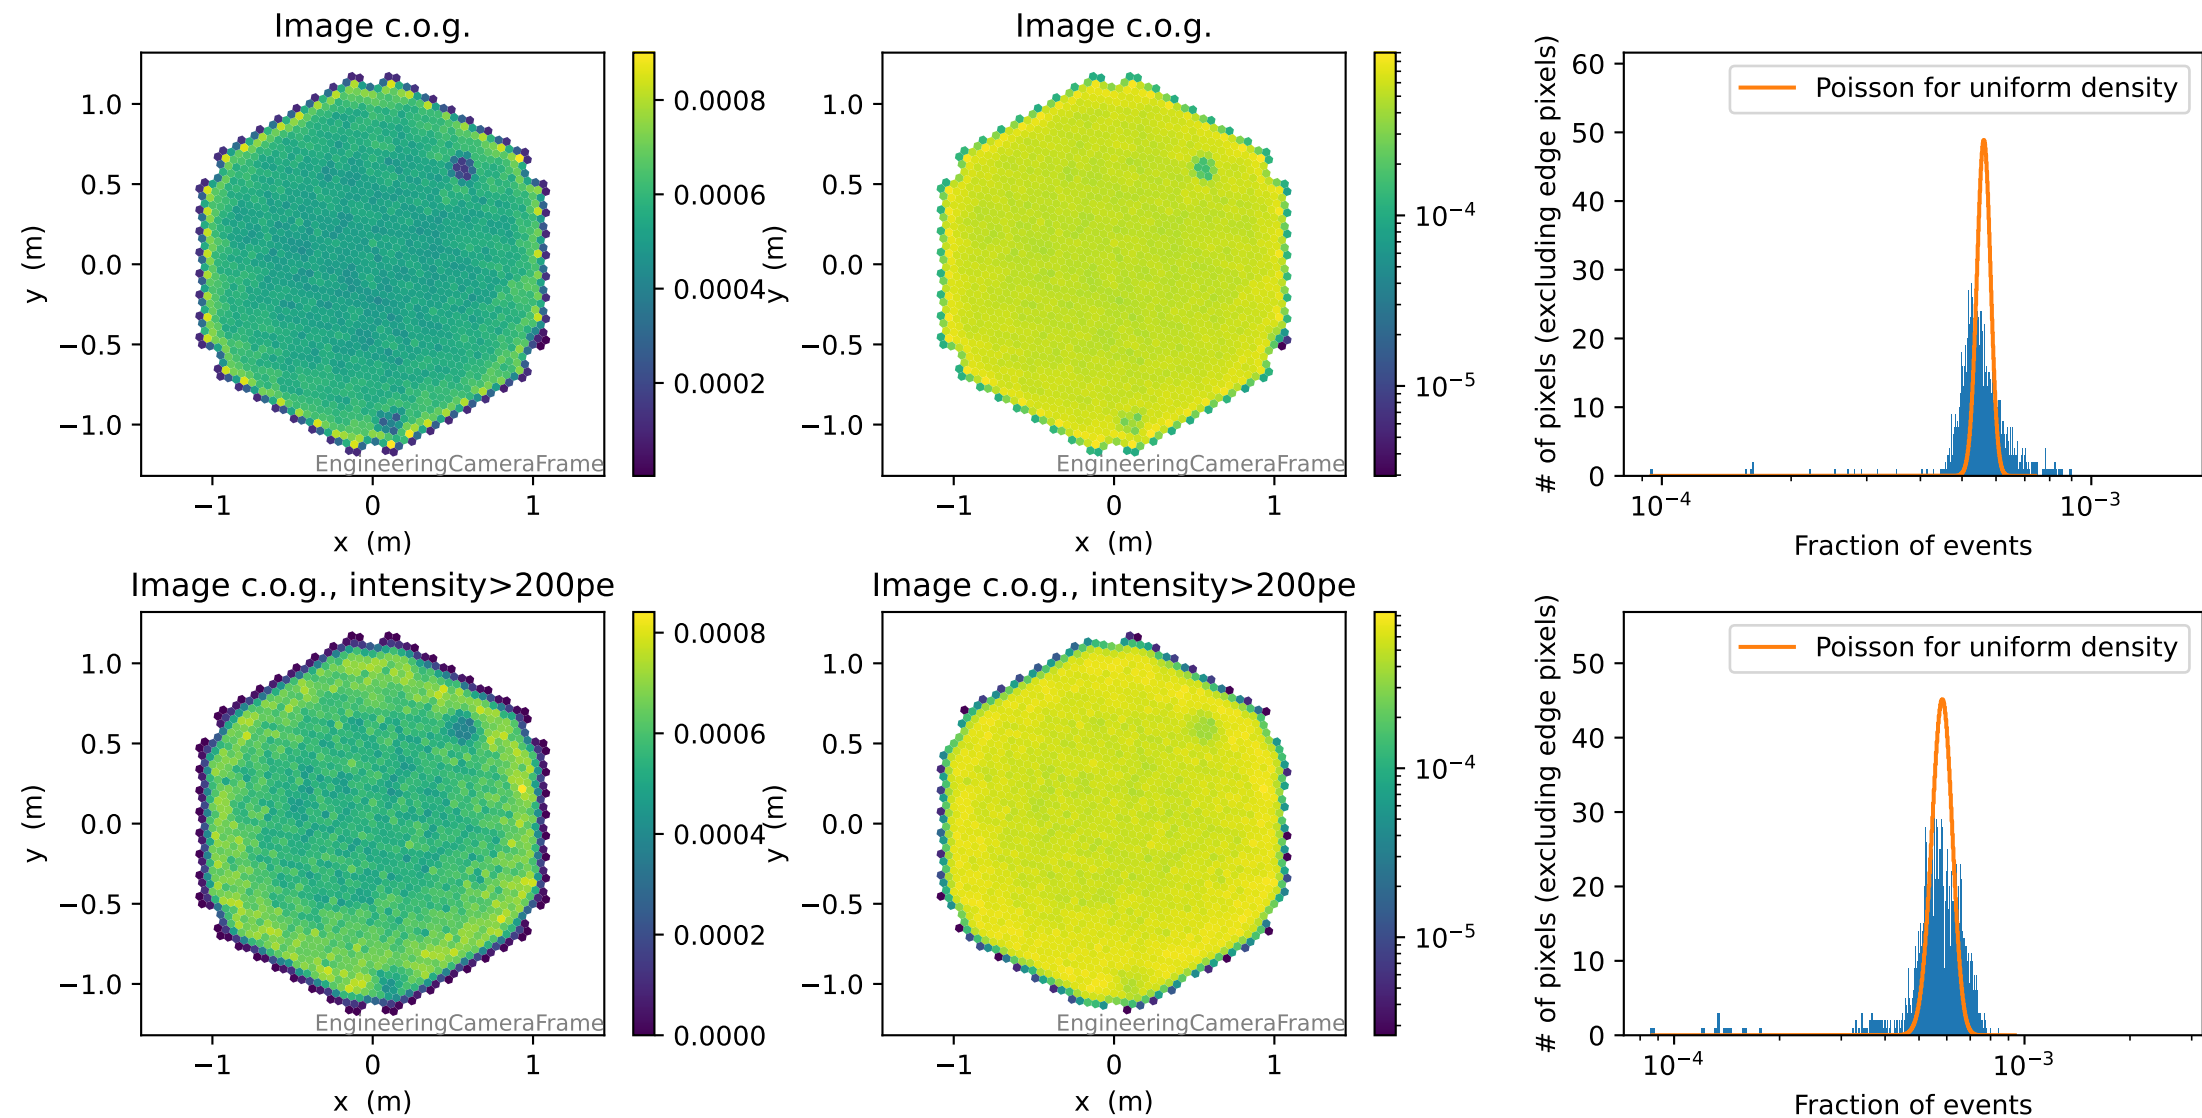 Image c.o.g.
1.0
0.5
0.0
−0.5
−1.0
y (m)
−1
0
1
x (m)
EngineeringCameraFrame
0.0008
0.0006
0.0004
0.0002
Image c.o.g.
1.0
0.5
0.0
−0.5
−1.0
y (m)
−1
0
1
x (m)
EngineeringCameraFrame
10⁻⁴
10⁻⁵
Poisson for uniform density
60
50
40
30
20
10
0
# of pixels (excluding edge pixels)
10⁻⁴
10⁻³
Fraction of events
Image c.o.g., intensity>200pe
1.0
0.5
0.0
−0.5
−1.0
y (m)
−1
0
1
x (m)
EngineeringCameraFrame
0.0008
0.0006
0.0004
0.0002
0.0000
Image c.o.g., intensity>200pe
1.0
0.5
0.0
−0.5
−1.0
y (m)
−1
0
1
x (m)
EngineeringCameraFrame
10⁻⁴
10⁻⁵
Poisson for uniform density
50
40
30
20
10
0
# of pixels (excluding edge pixels)
10⁻⁴
10⁻³
Fraction of events